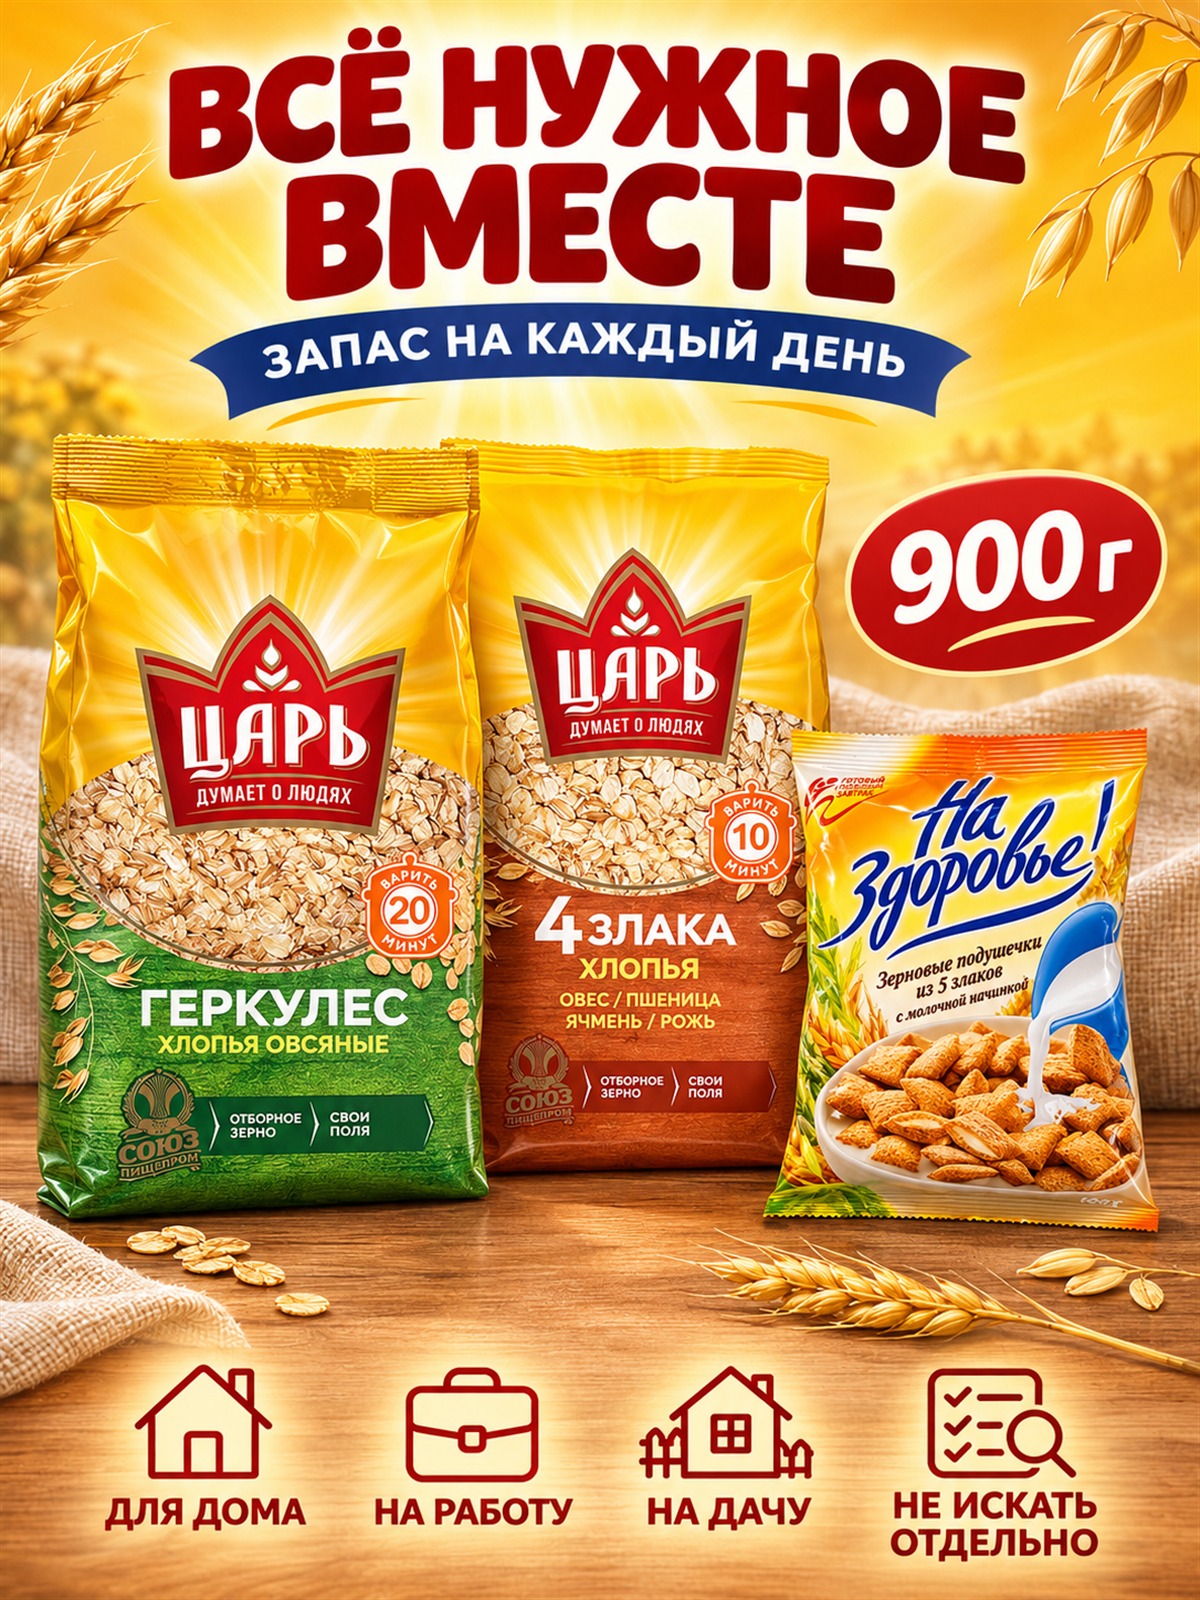 ВСЁ НУЖНОЕ
ВМЕСТЕ
ЗАПАС НА КАЖДЫЙ ДЕНЬ
900 г
ЦАРЬ
ДУМАЕТ О ЛЮДЯХ
ВАРИТЬ
20
МИНУТ
ГЕРКУЛЕС
ХЛОПЬЯ ОВСЯНЫЕ
СОЮЗ
ПИЩЕПРОМ
ОТБОРНОЕ
ЗЕРНО
СВОИ
ПОЛЯ
ЦАРЬ
ДУМАЕТ О ЛЮДЯХ
ВАРИТЬ
10
МИНУТ
4 ЗЛАКА
ХЛОПЬЯ
ОВЕС / ПШЕНИЦА
ЯЧМЕНЬ / РОЖЬ
СОЮЗ
ПИЩЕПРОМ
ОТБОРНОЕ
ЗЕРНО
СВОИ
ПОЛЯ
ЗАВТРАК
На
Здоровье!
Зерновые подушечки
из 5 злаков
с молочной начинкой
ДЛЯ ДОМА
НА РАБОТУ
НА ДАЧУ
НЕ ИСКАТЬ
ОТДЕЛЬНО